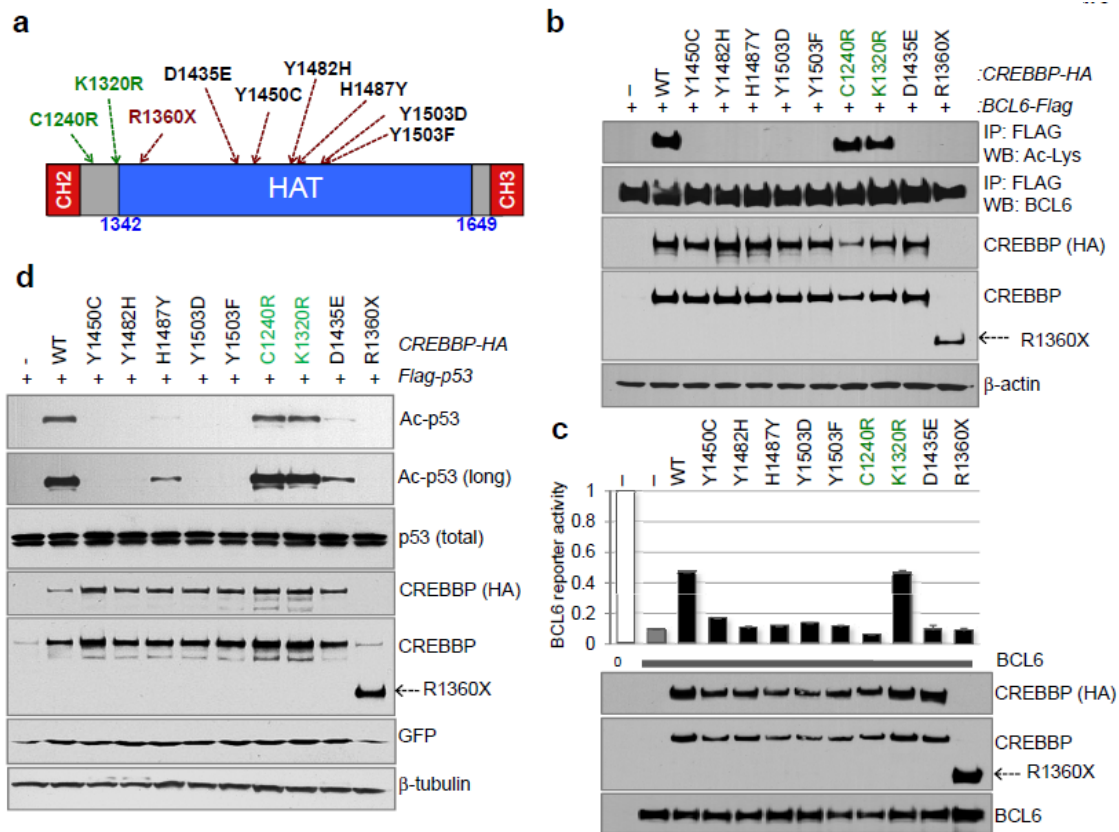 a
K1320R
C1240R
D1435E
R1360X
Y1450C
Y1482H
H1487Y
Y1503D
Y1503F
CH2
HAT
CH3
1342
1649
b
– WT Y1450C Y1482H H1487Y Y1503D Y1503F C1240R K1320R D1435E R1360X
:CREBBP-HA
+ + + + + + + + + + + :BCL6-Flag
IP: FLAG
WB: Ac-Lys
IP: FLAG
WB: BCL6
CREBBP (HA)
CREBBP
R1360X
β-actin
c
– – WT Y1450C Y1482H H1487Y Y1503D Y1503F C1240R K1320R D1435E R1360X
BCL6 reporter activity
1
0.8
0.6
0.4
0.2
0
0
BCL6
CREBBP (HA)
CREBBP
R1360X
BCL6
d
- WT Y1450C Y1482H H1487Y Y1503D Y1503F C1240R K1320R D1435E R1360X
CREBBP-HA
+ + + + + + + + + + + Flag-p53
Ac-p53
Ac-p53 (long)
p53 (total)
CREBBP (HA)
CREBBP
R1360X
GFP
β-tubulin